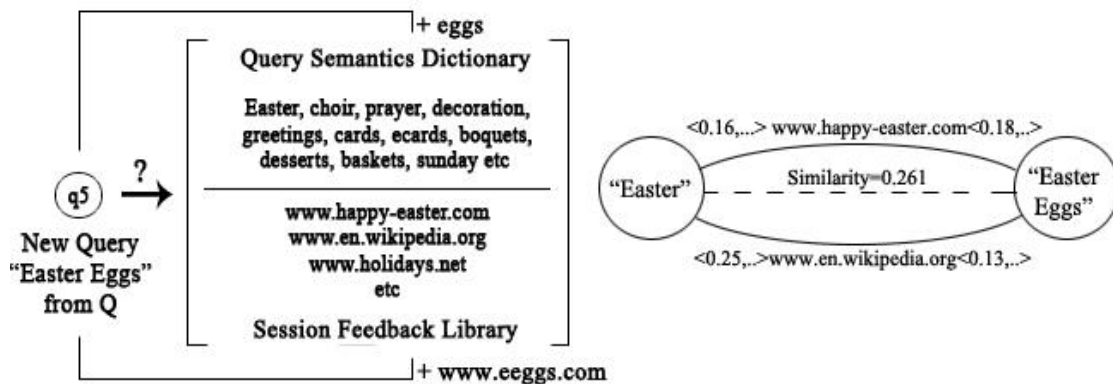 + eggs
Query Semantics Dictionary
Easter, choir, prayer, decoration,
greetings, cards, ecards, boquets,
desserts, baskets, sunday etc
?
q5
New Query
“Easter Eggs”
from Q
www.happy-easter.com
www.en.wikipedia.org
www.holidays.net
etc
Session Feedback Library
+ www.eeggs.com
<0.16,..> www.happy-easter.com<0.18,..>
“Easter”
Similarity=0.261
“Easter
Eggs”
<0.25,..>www.en.wikipedia.org<0.13,..>